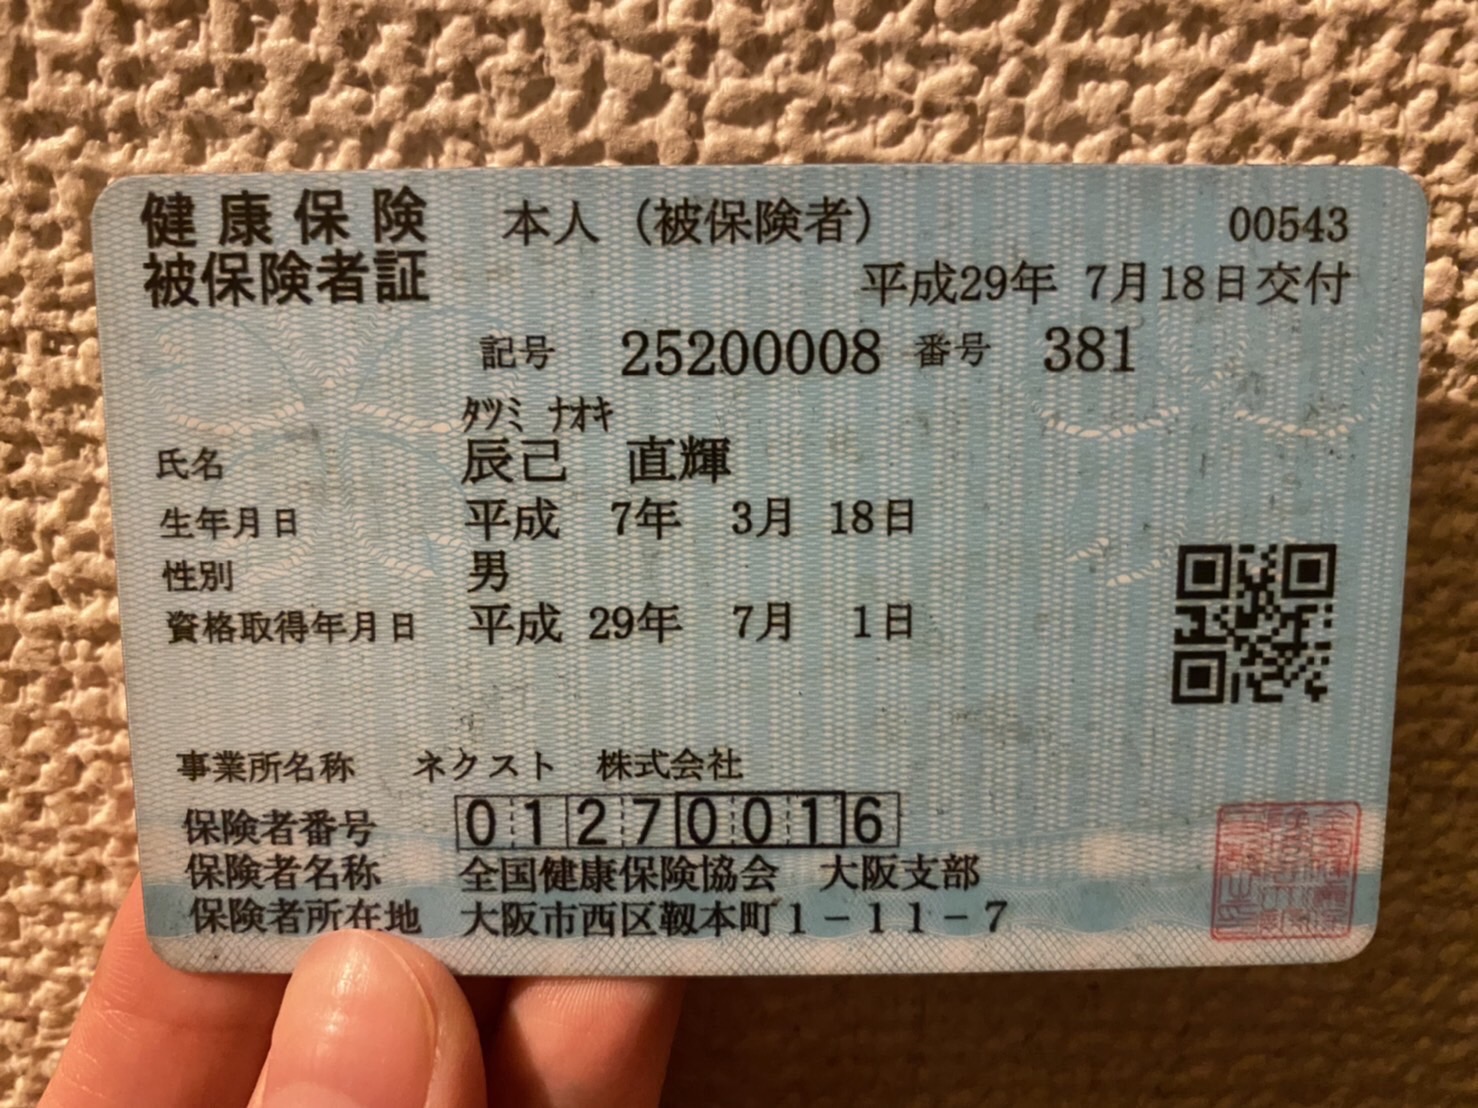 健康保険 本人（被保険者） 00543
被保険者証 平成29年 7月18日交付
記号 25200008 番号 381
ﾀﾂﾐ ﾅｵｷ
氏名 辰己 直輝
生年月日 平成 7年 3月 18日
性別 男
資格取得年月日 平成 29年 7月 1日
事業所名称 ネクスト 株式会社
保険者番号 01270016
保険者名称 全国健康保険協会 大阪支部
保険者所在地 大阪市西区靱本町1－11－7